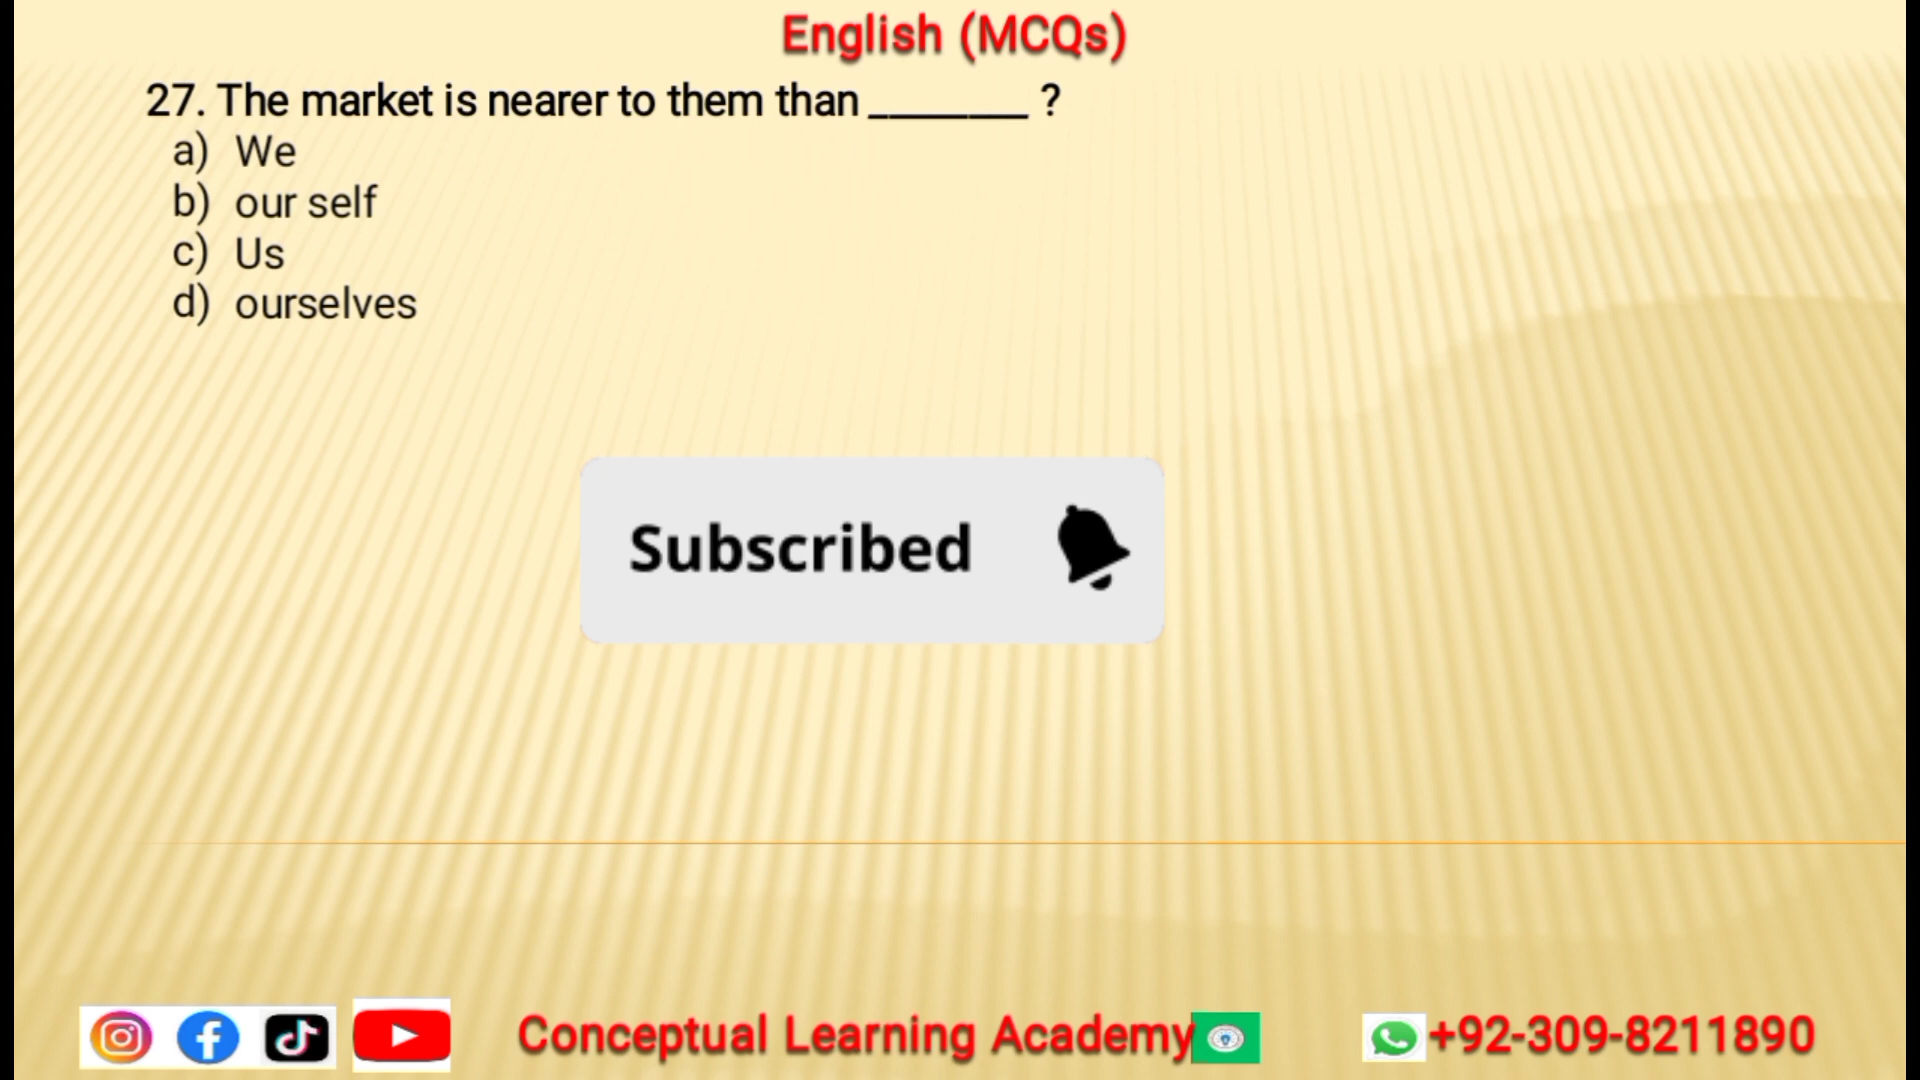 English (MCQs)
27. The market is nearer to them than ________ ?
a) We
b) our self
c) Us
d) ourselves
Subscribed
Conceptual Learning Academy
+92-309-8211890